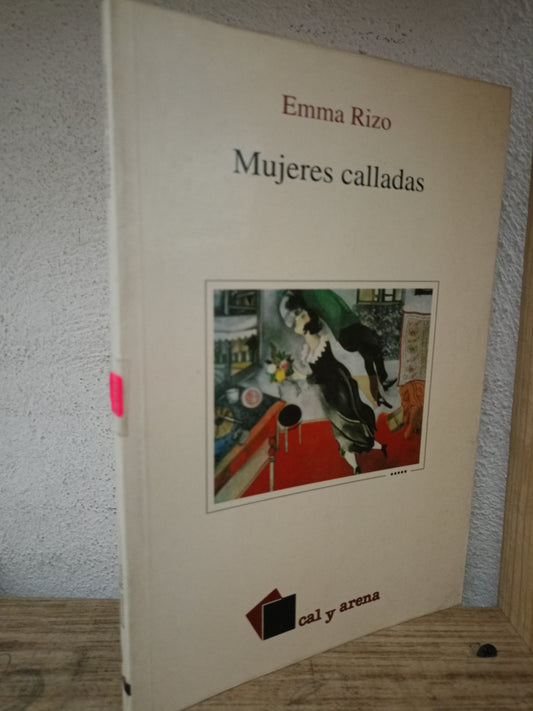 Emma Rizo
Mujeres calladas
cal y arena